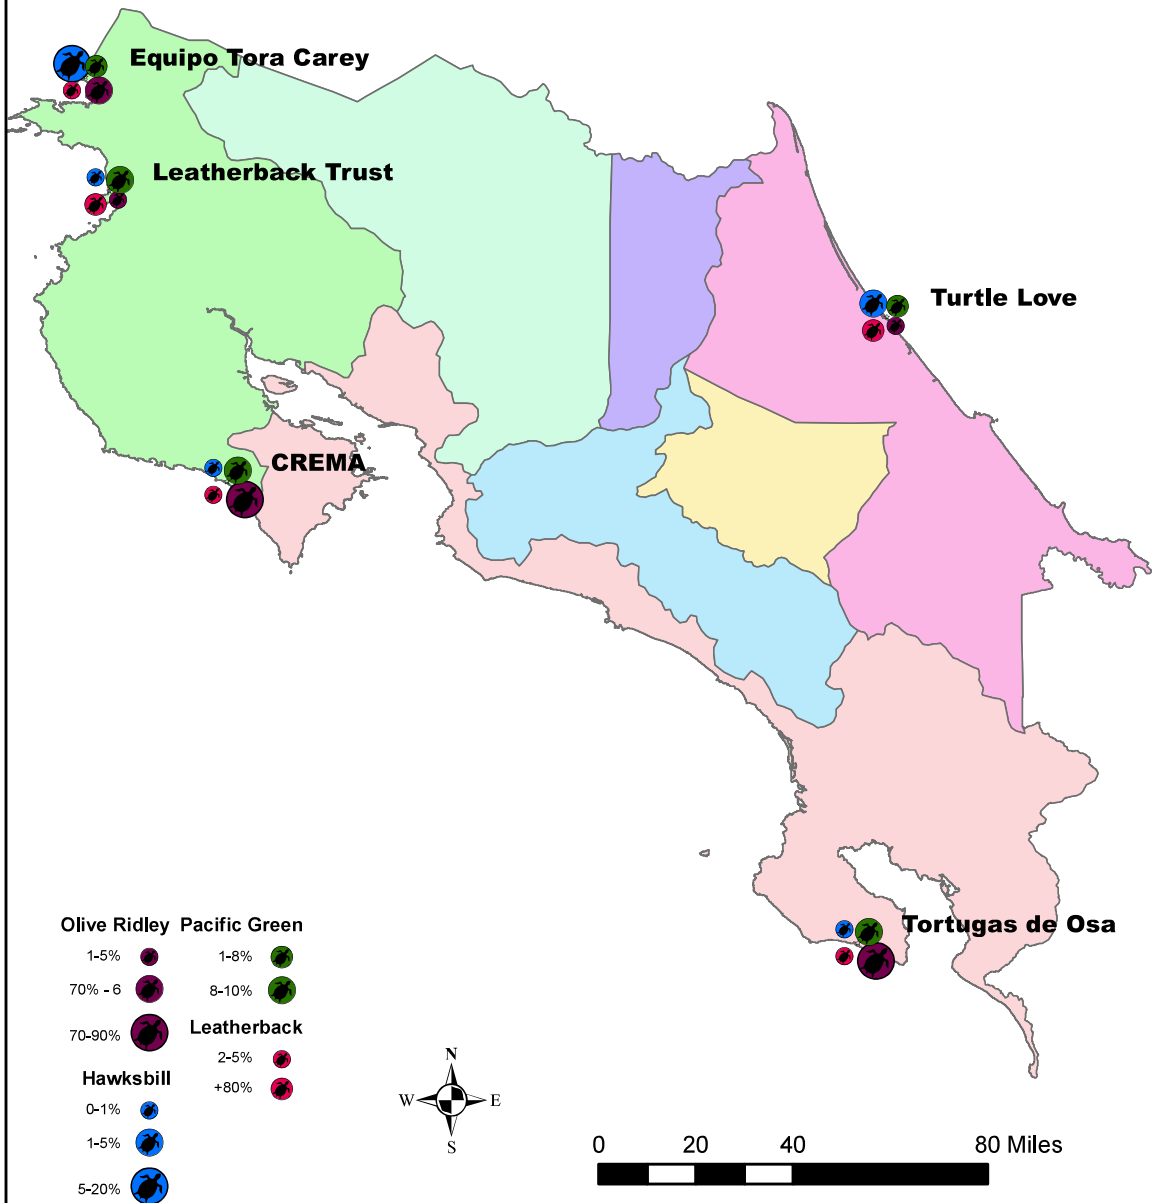 Equipo Tora Carey
Leatherback Trust
Turtle Love
CREMA
Tortugas de Osa
Olive Ridley
1-5%
70% - 6
70-90%
Pacific Green
1-8%
8-10%
Leatherback
2-5%
+80%
Hawksbill
0-1%
1-5%
5-20%
N
W E
S
0 20 40 80 Miles